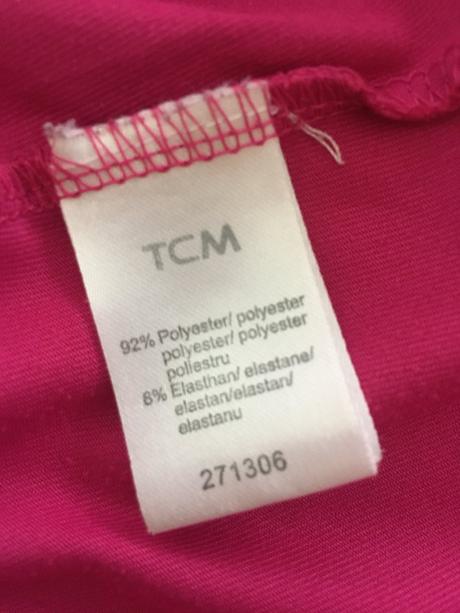 TCM
92% Polyester/ polyester
polyester/ polyester
poliestru
8% Elasthan/ elastane/
elastan/elastan/
elastanu
271306